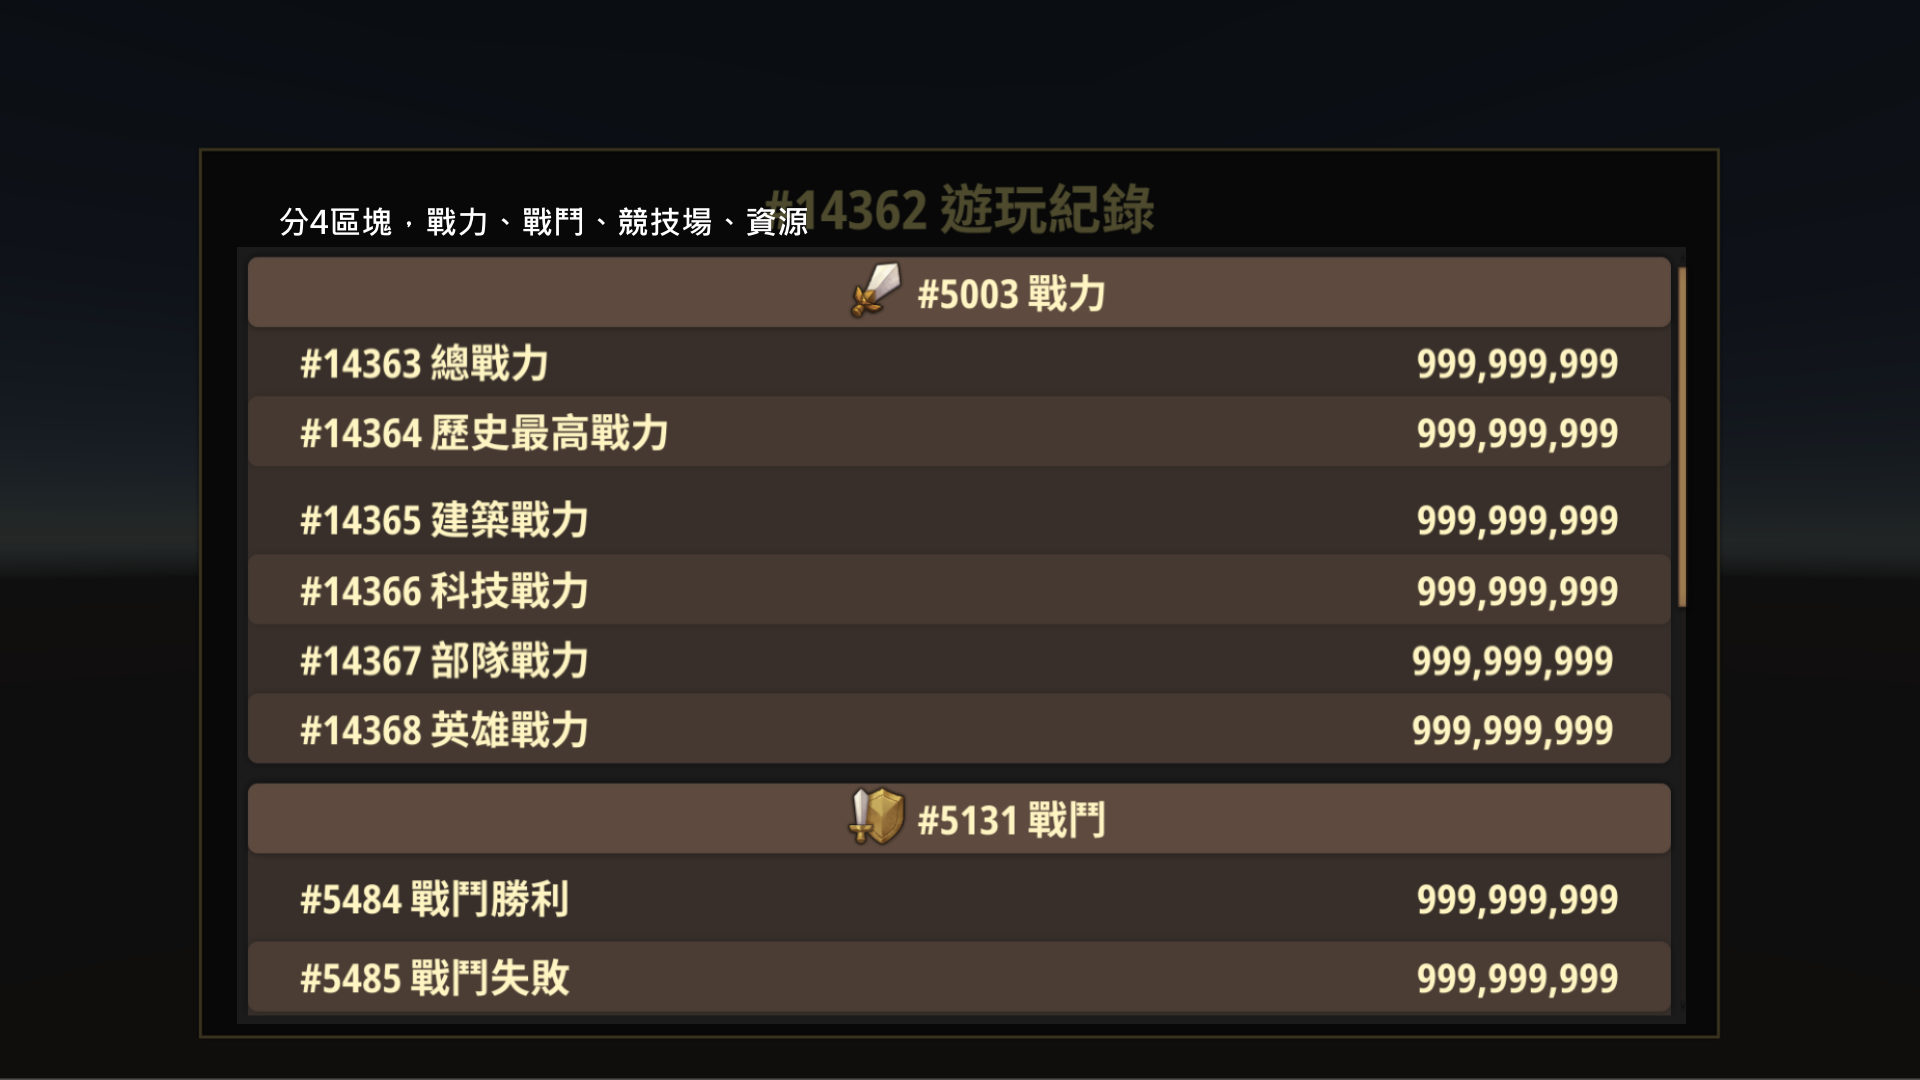 #14362 遊玩紀錄
分4區塊，戰力、戰鬥、競技場、資源
#5003 戰力
#14363 總戰力 999,999,999
#14364 歷史最高戰力 999,999,999
#14365 建築戰力 999,999,999
#14366 科技戰力 999,999,999
#14367 部隊戰力 999,999,999
#14368 英雄戰力 999,999,999
#5131 戰鬥
#5484 戰鬥勝利 999,999,999
#5485 戰鬥失敗 999,999,999